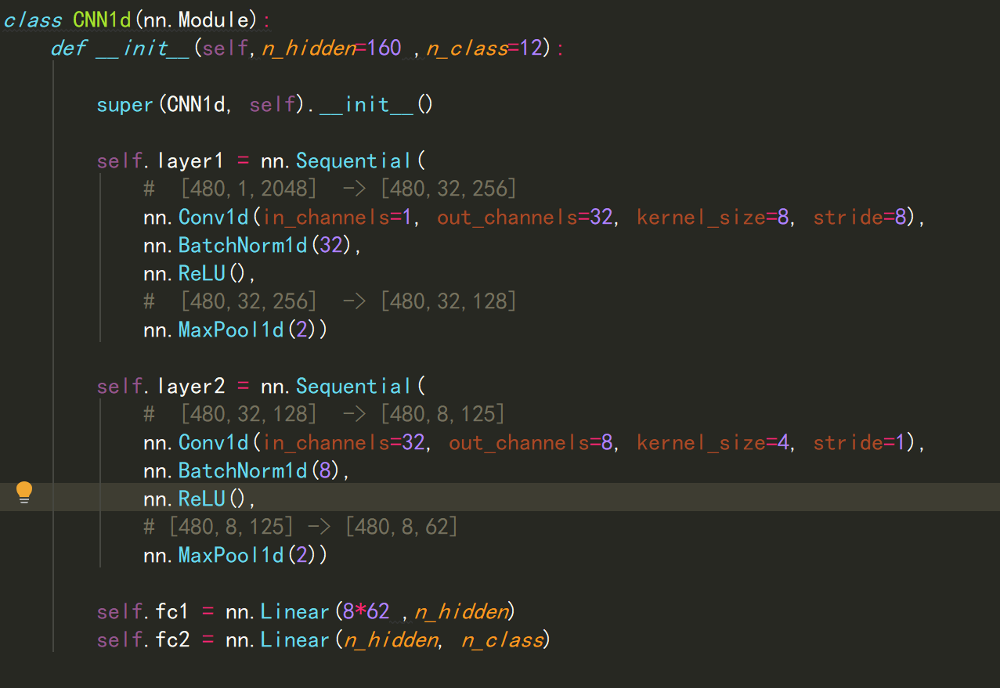 class CNN1d(nn.Module):
    def __init__(self,n_hidden=160 ,n_class=12):
        super(CNN1d, self).__init__()
        self.layer1 = nn.Sequential(
            #  [480,1,2048]  -> [480,32,256]
            nn.Conv1d(in_channels=1, out_channels=32, kernel_size=8, stride=8),
            nn.BatchNorm1d(32),
            nn.ReLU(),
            #  [480,32,256]  -> [480,32,128]
            nn.MaxPool1d(2))
        self.layer2 = nn.Sequential(
            #  [480,32,128]  -> [480,8,125]
            nn.Conv1d(in_channels=32, out_channels=8, kernel_size=4, stride=1),
            nn.BatchNorm1d(8),
            nn.ReLU(),
            # [480,8,125] -> [480,8,62]
            nn.MaxPool1d(2))
        self.fc1 = nn.Linear(8*62 ,n_hidden)
        self.fc2 = nn.Linear(n_hidden, n_class)